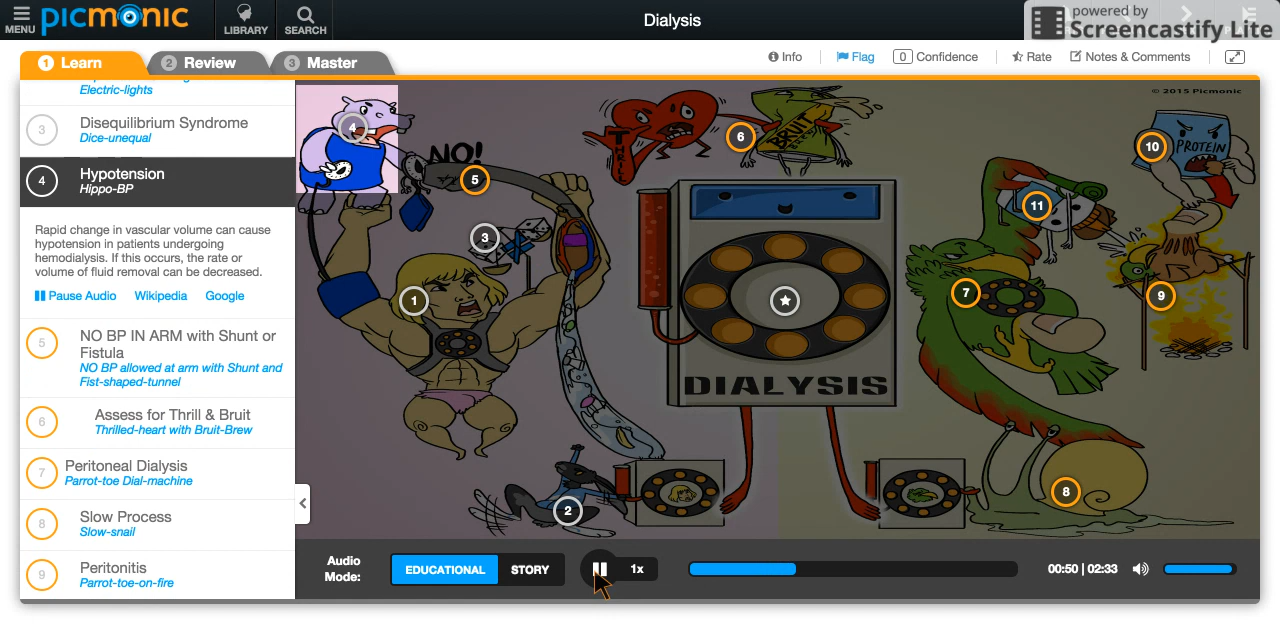 MENU
picmonic
LIBRARY
SEARCH
Dialysis
powered by
Screencastify Lite
1 Learn
2 Review
3 Master
Info
Flag
0 Confidence
Rate
Notes & Comments
Electric-lights
3
Disequilibrium Syndrome
Dice-unequal
4
Hypotension
Hippo-BP
Rapid change in vascular volume can cause
hypotension in patients undergoing
hemodialysis. If this occurs, the rate or
volume of fluid removal can be decreased.
Pause Audio
Wikipedia
Google
5
NO BP IN ARM with Shunt or
Fistula
NO BP allowed at arm with Shunt and
Fist-shaped-tunnel
6
Assess for Thrill & Bruit
Thrilled-heart with Bruit-Brew
7
Peritoneal Dialysis
Parrot-toe Dial-machine
8
Slow Process
Slow-snail
9
Peritonitis
Parrot-toe-on-fire
© 2015 Picmonic
4
NO!
5
THRILL
6
BRUIT
10
PROTEIN
11
3
1
7
9
DIALYSIS
2
8
Audio
Mode:
EDUCATIONAL
STORY
1x
00:50 | 02:33